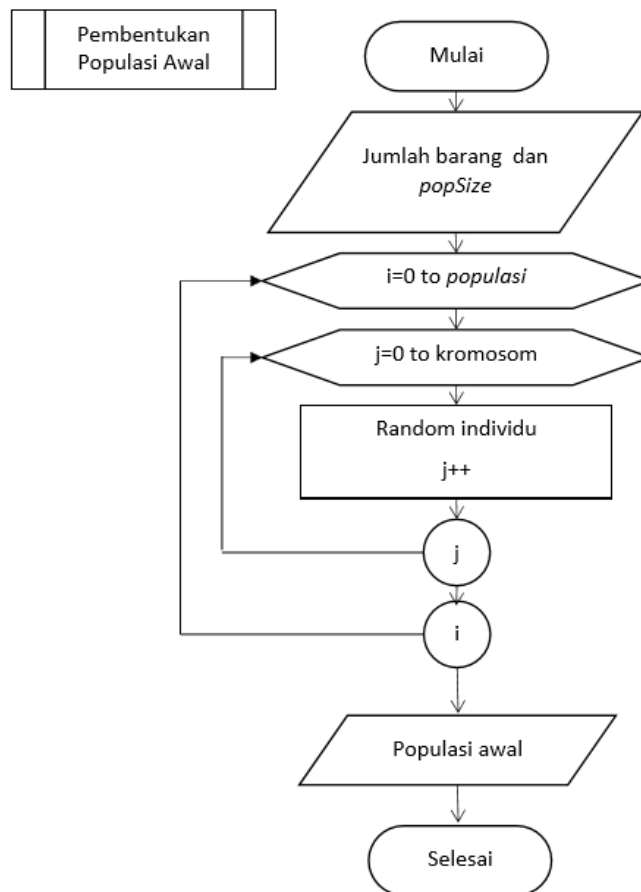 Pembentukan
Populasi Awal
Mulai
Jumlah barang dan
popSize
i=0 to populasi
j=0 to kromosom
Random individu
j++
j
i
Populasi awal
Selesai